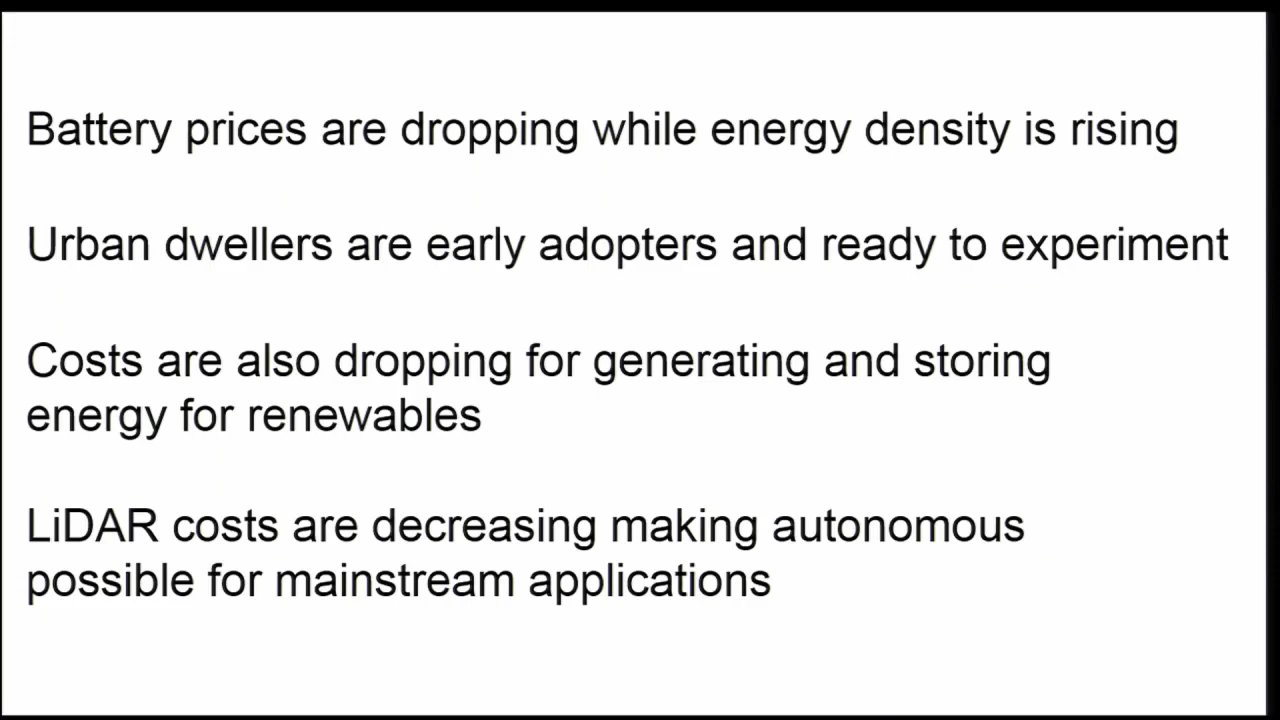 Battery prices are dropping while energy density is rising
Urban dwellers are early adopters and ready to experiment
Costs are also dropping for generating and storing
energy for renewables
LiDAR costs are decreasing making autonomous
possible for mainstream applications